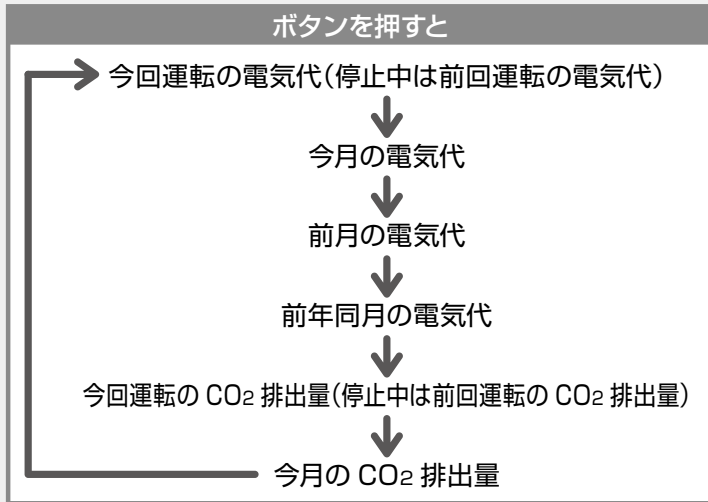 ボタンを押すと
今回運転の電気代(停止中は前回運転の電気代)
今月の電気代
前月の電気代
前年同月の電気代
今回運転の CO2 排出量(停止中は前回運転の CO2 排出量)
今月の CO2 排出量